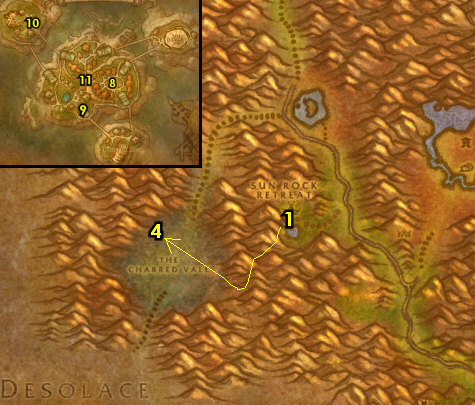 10
11
8
9
SUN ROCK
RETREAT
1
4
THE
CHARRED VALE
DESOLACE